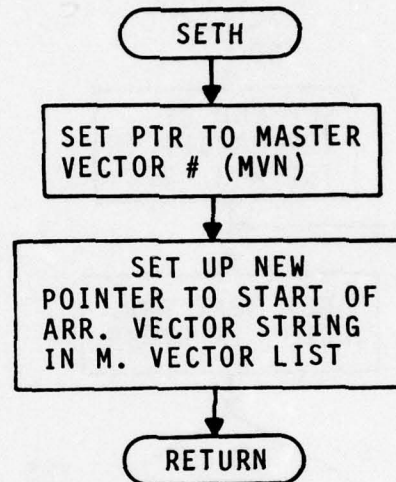 SETH
SET PTR TO MASTER
VECTOR # (MVN)
SET UP NEW
POINTER TO START OF
ARR. VECTOR STRING
IN M. VECTOR LIST
RETURN